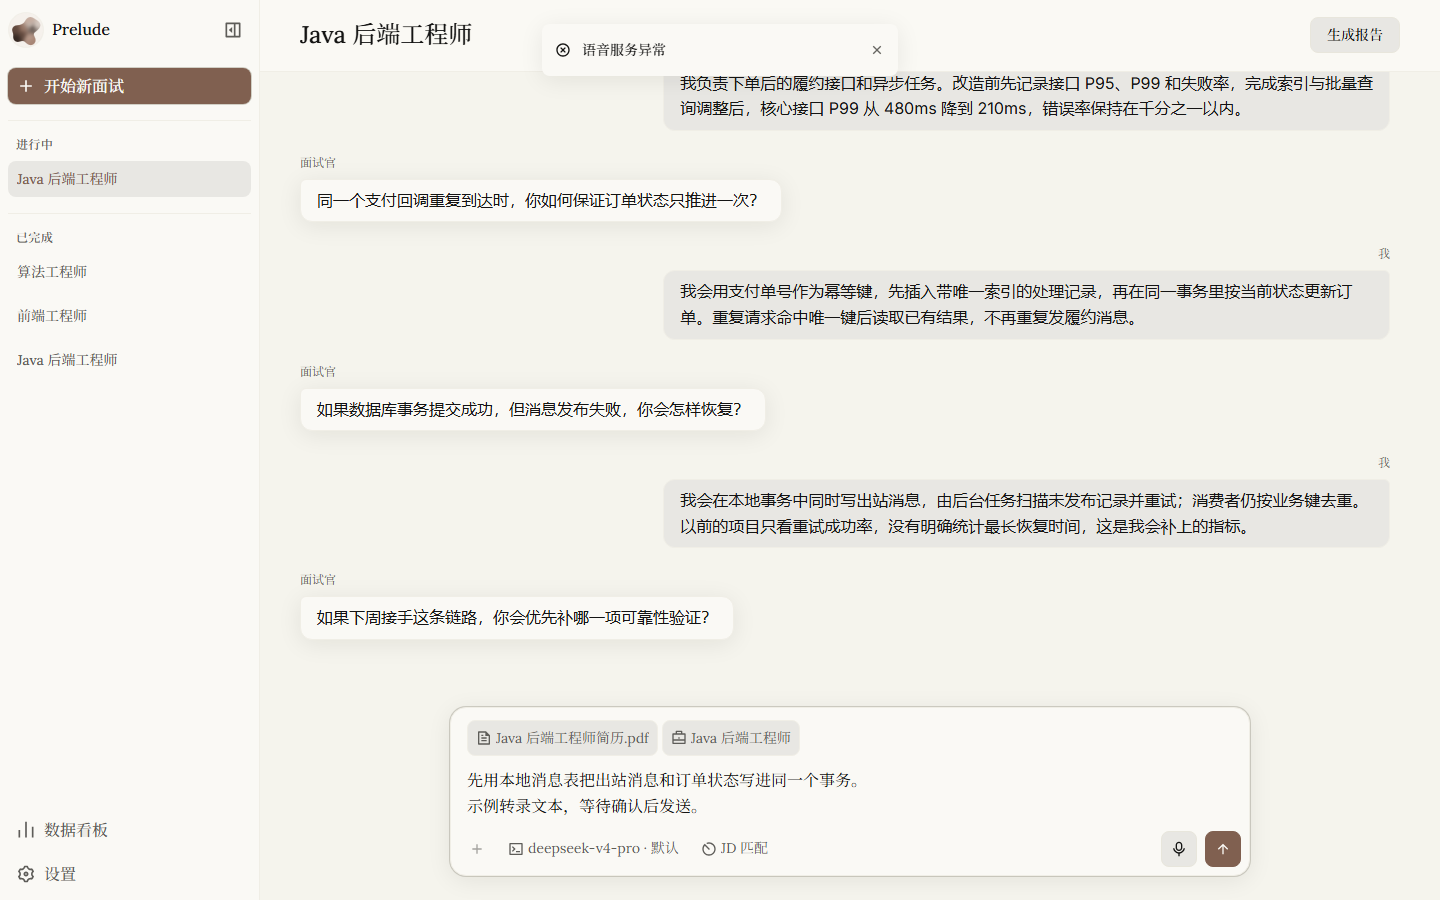 Prelude
开始新面试
进行中
Java 后端工程师
已完成
算法工程师
前端工程师
Java 后端工程师
数据看板
设置
Java 后端工程师
语音服务异常
生成报告
我负责下单后的履约接口和异步任务。改造前先记录接口 P95、P99 和失败率，完成索引与批量查
询调整后，核心接口 P99 从 480ms 降到 210ms，错误率保持在千分之一以内。
面试官
同一个支付回调重复到达时，你如何保证订单状态只推进一次？
我
我会用支付单号作为幂等键，先插入带唯一索引的处理记录，再在同一事务里按当前状态更新订
单。重复请求命中唯一键后读取已有结果，不再重复发履约消息。
面试官
如果数据库事务提交成功，但消息发布失败，你会怎样恢复？
我
我会在本地事务中同时写出站消息，由后台任务扫描未发布记录并重试；消费者仍按业务键去重。
以前的项目只看重试成功率，没有明确统计最长恢复时间，这是我会补上的指标。
面试官
如果下周接手这条链路，你会优先补哪一项可靠性验证？
Java 后端工程师简历.pdf
Java 后端工程师
先用本地消息表把出站消息和订单状态写进同一个事务。
示例转录文本，等待确认后发送。
deepseek-v4-pro · 默认
JD 匹配